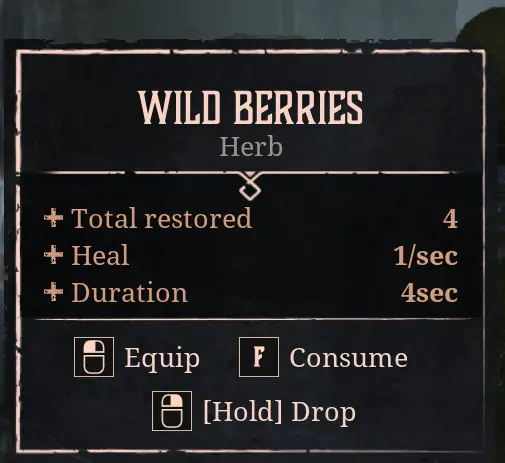 WILD BERRIES
Herb
Total restored 4
Heal 1/sec
Duration 4sec
Equip F Consume
[Hold] Drop